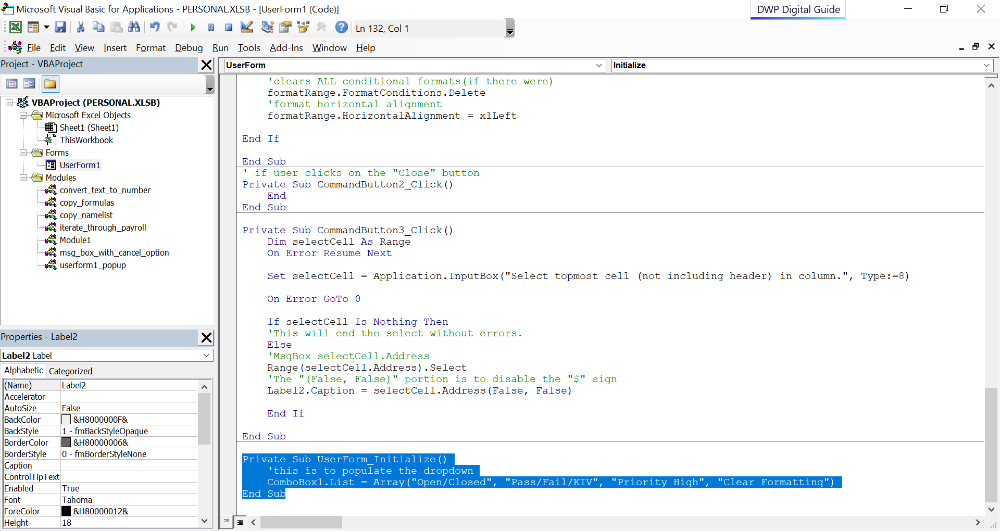 Microsoft Visual Basic for Applications - PERSONAL.XLSB - [UserForm1 (Code)]
DWP Digital Guide
Ln 132, Col 1
File Edit View Insert Format Debug Run Tools Add-Ins Window Help
Project - VBAProject
VBAProject (PERSONAL.XLSB)
Microsoft Excel Objects
Sheet1 (Sheet1)
ThisWorkbook
Forms
UserForm1
Modules
convert_text_to_number
copy_formulas
copy_namelist
iterate_through_payroll
Module1
msg_box_with_cancel_option
userform1_popup
Properties - Label2
Label2 Label
Alphabetic Categorized
(Name) Label2
Accelerator
AutoSize False
BackColor &H8000000F&
BackStyle 1 - fmBackStyleOpaque
BorderColor &H80000006&
BorderStyle 0 - fmBorderStyleNone
Caption
ControlTipText
Enabled True
Font Tahoma
ForeColor &H80000012&
Height 18
UserForm
Initialize
'clears ALL conditional formats(if there were)
formatRange.FormatConditions.Delete
'format horizontal alignment
formatRange.HorizontalAlignment = xlLeft
End If
End Sub
' if user clicks on the "Close" button
Private Sub CommandButton2_Click()
End
End Sub
Private Sub CommandButton3_Click()
Dim selectCell As Range
On Error Resume Next
Set selectCell = Application.InputBox("Select topmost cell (not including header) in column.", Type:=8)
On Error GoTo 0
If selectCell Is Nothing Then
'This will end the select without errors.
Else
'MsgBox selectCell.Address
Range(selectCell.Address).Select
'The "(False, False)" portion is to disable the "$" sign
Label2.Caption = selectCell.Address(False, False)
End If
End Sub
Private Sub UserForm_Initialize()
'this is to populate the dropdown
ComboBox1.List = Array("Open/Closed", "Pass/Fail/KIV", "Priority High", "Clear Formatting")
End Sub